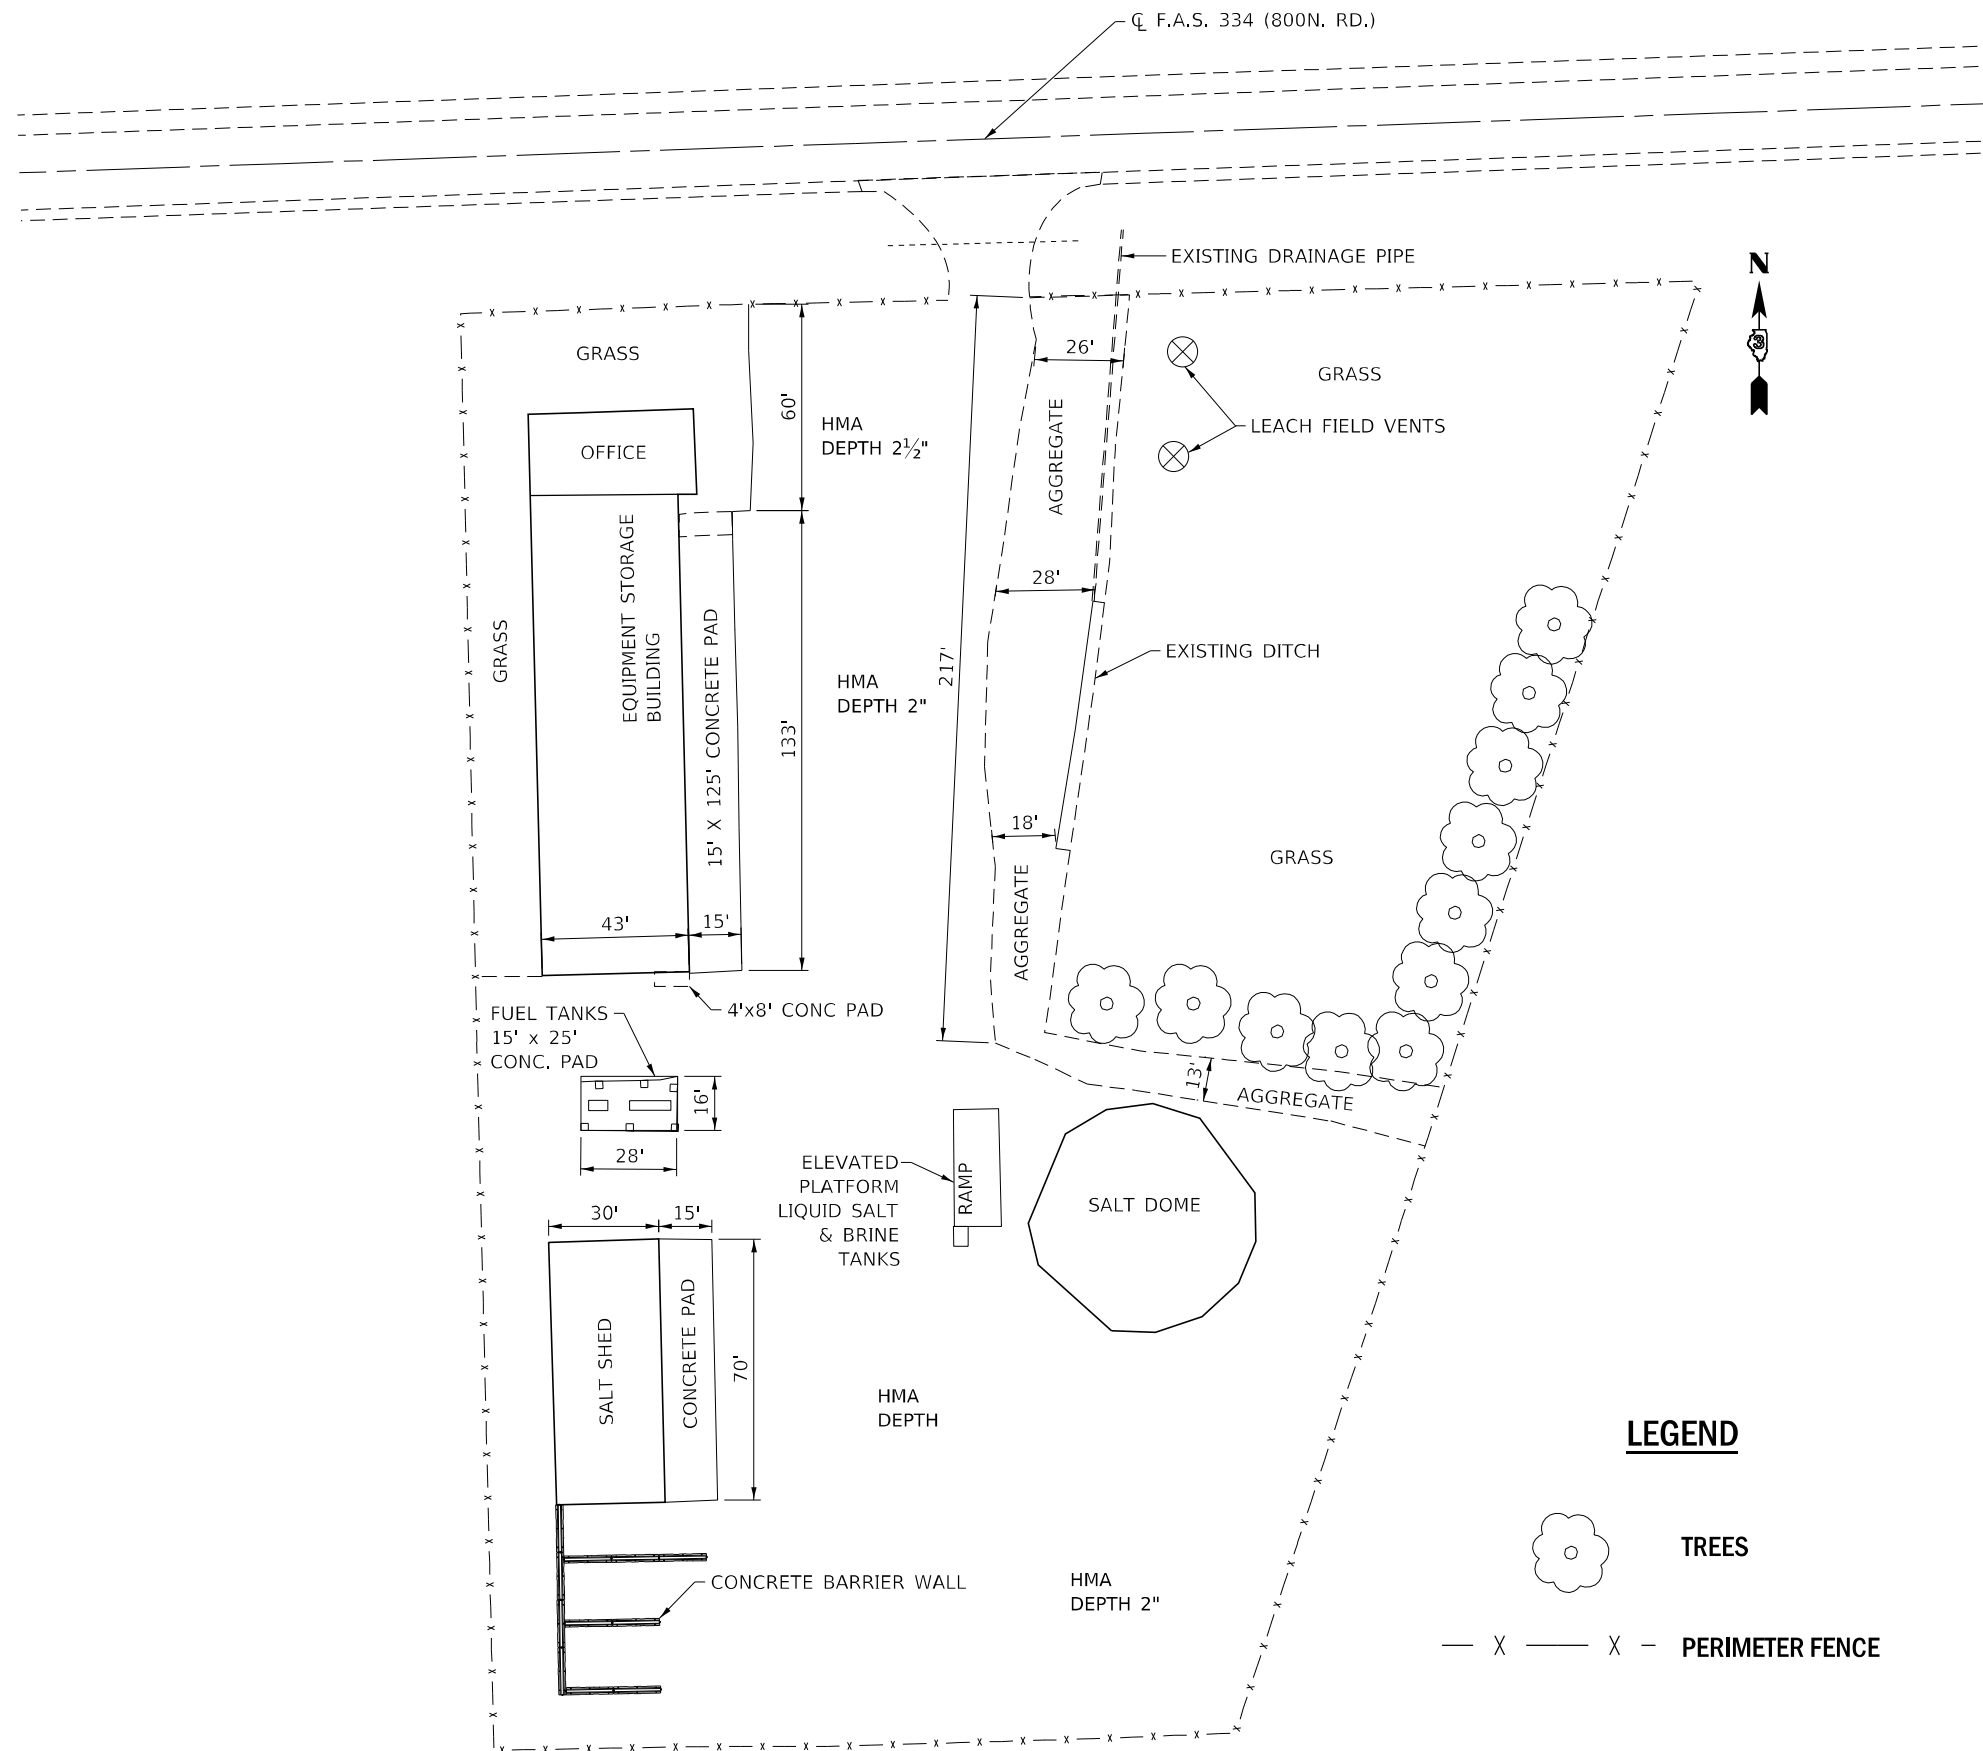 ℄ F.A.S. 334 (800N. RD.)
EXISTING DRAINAGE PIPE
N
3
GRASS
26'
GRASS
60'
HMA
DEPTH 2½"
AGGREGATE
LEACH FIELD VENTS
OFFICE
EQUIPMENT STORAGE
BUILDING
28'
GRASS
15' X 125' CONCRETE PAD
EXISTING DITCH
217'
HMA
DEPTH 2"
133'
18'
GRASS
AGGREGATE
43'
15'
4'x8' CONC PAD
FUEL TANKS
15' x 25'
CONC. PAD
13'
AGGREGATE
16'
28'
ELEVATED
PLATFORM
LIQUID SALT
& BRINE
TANKS
RAMP
SALT DOME
30'
15'
SALT SHED
CONCRETE PAD
70'
HMA
DEPTH
LEGEND
TREES
CONCRETE BARRIER WALL
HMA
DEPTH 2"
X X PERIMETER FENCE